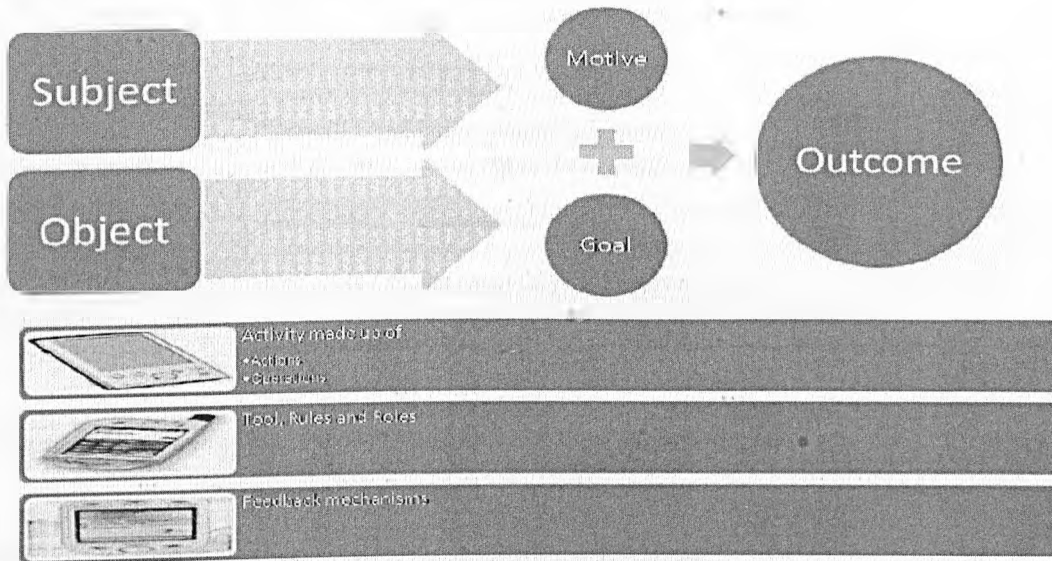 Subject
Object
Motive
Goal
Outcome
Activity made up of
•Actions
•Operations
Tool, Rules and Roles
Feedback mechanisms